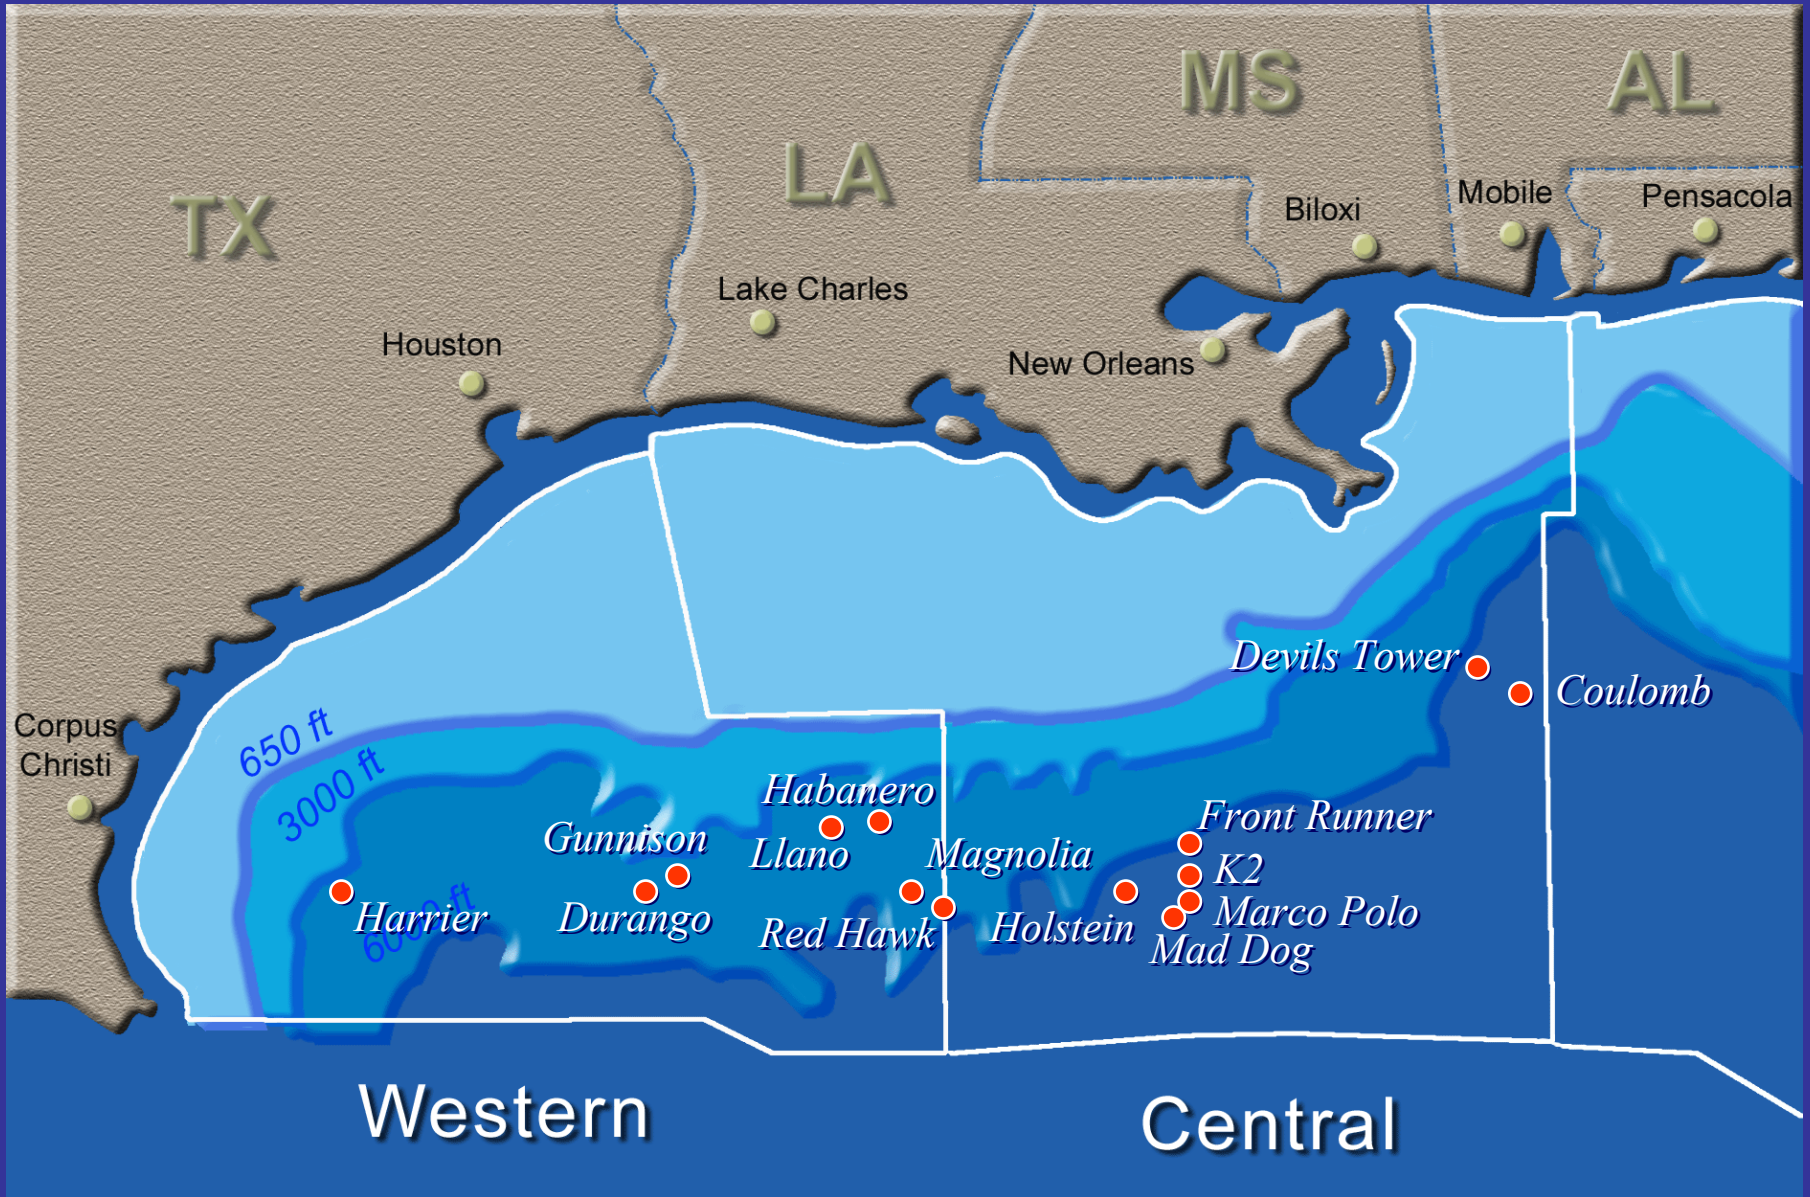 MS
AL
LA
TX
Mobile
Pensacola
Biloxi
Lake Charles
Houston
New Orleans
Devils Tower
Coulomb
Corpus
Christi
650 ft
3000 ft
Habanero
Front Runner
Gunnison
Llano
Magnolia
K2
Harrier
Durango
Red Hawk
Holstein
Marco Polo
6000 ft
Mad Dog
Western
Central